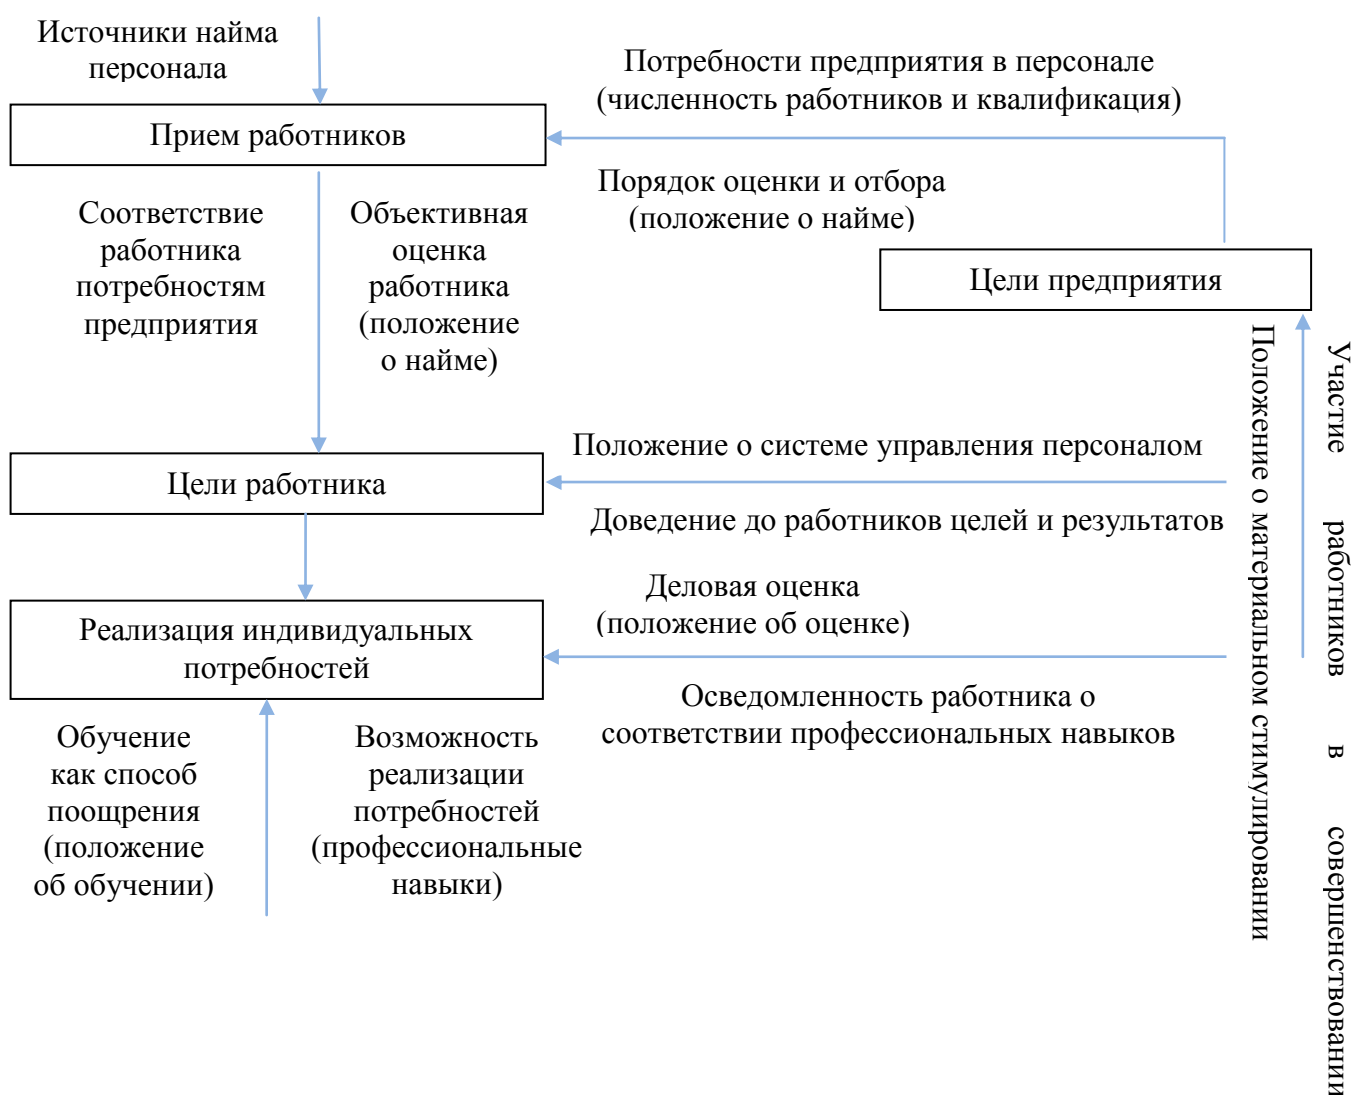 Источники найма
персонала
Потребности предприятия в персонале
(численность работников и квалификация)
Прием работников
Порядок оценки и отбора
(положение о найме)
Соответствие
работника
потребностям
предприятия
Объективная
оценка
работника
(положение
о найме)
Цели предприятия
Положение о материальном стимулировании
Участие работников в совершенствовании
Положение о системе управления персоналом
Цели работника
Доведение до работников целей и результатов
Деловая оценка
(положение об оценке)
Реализация индивидуальных
потребностей
Осведомленность работника о
соответствии профессиональных навыков
Обучение
как способ
поощрения
(положение
об обучении)
Возможность
реализации
потребностей
(профессиональные
навыки)